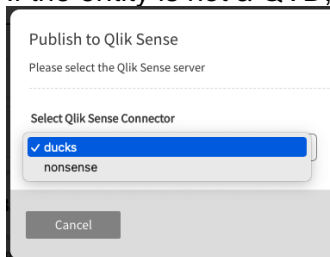 Publish to Qlik Sense
Please select the Qlik Sense server
Select Qlik Sense Connector
✓ ducks
nonsense
Cancel